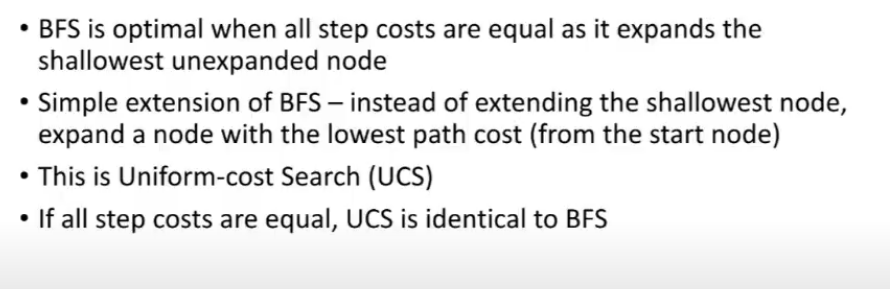 • BFS is optimal when all step costs are equal as it expands the
shallowest unexpanded node
• Simple extension of BFS – instead of extending the shallowest node,
expand a node with the lowest path cost (from the start node)
• This is Uniform-cost Search (UCS)
• If all step costs are equal, UCS is identical to BFS